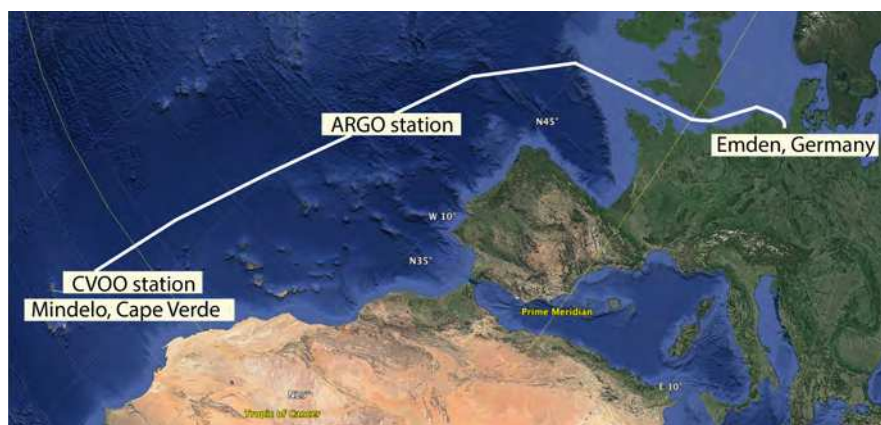 ARGO station
N45°
Emden, Germany
W 10°
N35°
CVOO station
Mindelo, Cape Verde
Prime Meridian
E 10°
Tropic of Cancer